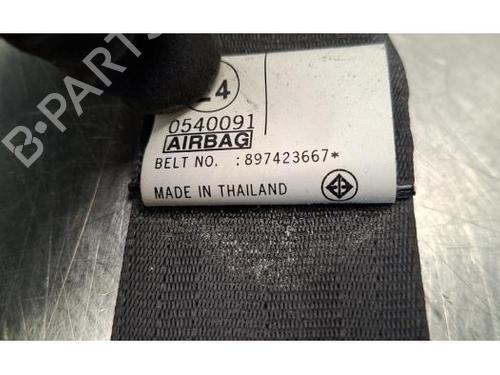 4
0540091
AIRBAG
BELT NO. :897423667*
MADE IN THAILAND
B-PARTS